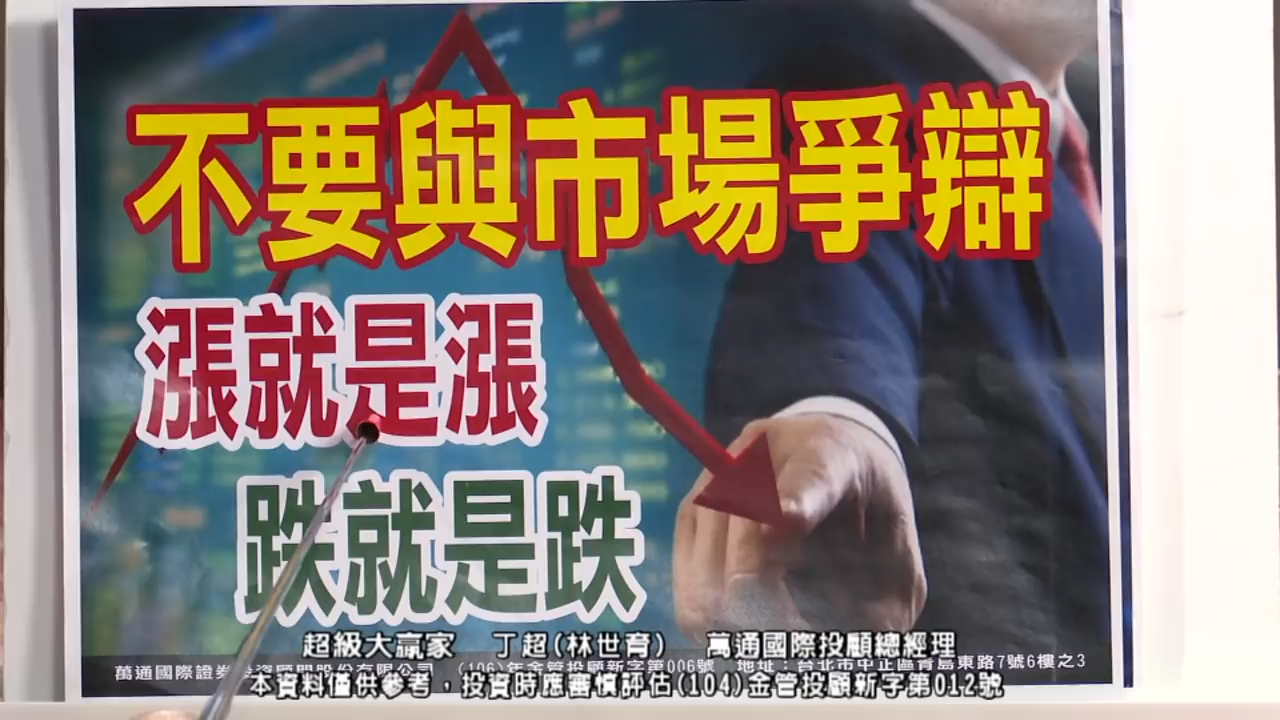 不要與市場爭辯
漲就是漲
跌就是跌
超級大贏家 丁超(林世育) 萬通國際投顧總經理
萬通國際證券投資顧問股份有限公司 (106)年金管投顧新字第006號 地址:台北市中正區青島東路7號6樓之3
本資料僅供參考,投資時應審慎評估(104)金管投顧新字第012號